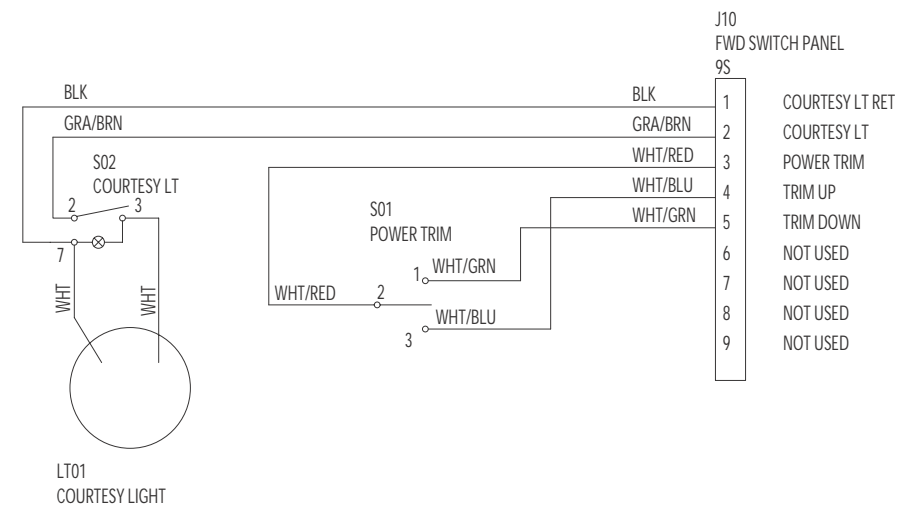 J10
FWD SWITCH PANEL
9S
BLK BLK 1 COURTESY LT RET
GRA/BRN GRA/BRN 2 COURTESY LT
WHT/RED 3 POWER TRIM
WHT/BLU 4 TRIM UP
WHT/GRN 5 TRIM DOWN
6 NOT USED
7 NOT USED
8 NOT USED
9 NOT USED
S02
COURTESY LT
2 3
7
WHT WHT
S01
POWER TRIM
1 WHT/GRN
WHT/RED 2
WHT/BLU
3
LT01
COURTESY LIGHT